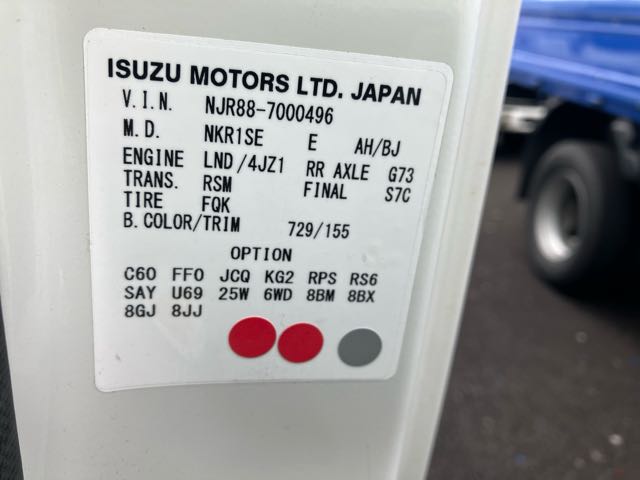 ISUZU MOTORS LTD. JAPAN
V.I.N. NJR88-7000496
M.D. NKR1SE E AH/BJ
ENGINE LND/4JZ1 RR AXLE G73
TRANS. RSM FINAL S7C
TIRE FQK
B.COLOR/TRIM 729/155
OPTION
C60 FF0 JCQ KG2 RPS RS6
SAY U69 25W 6WD 8BM 8BX
8GJ 8JJ